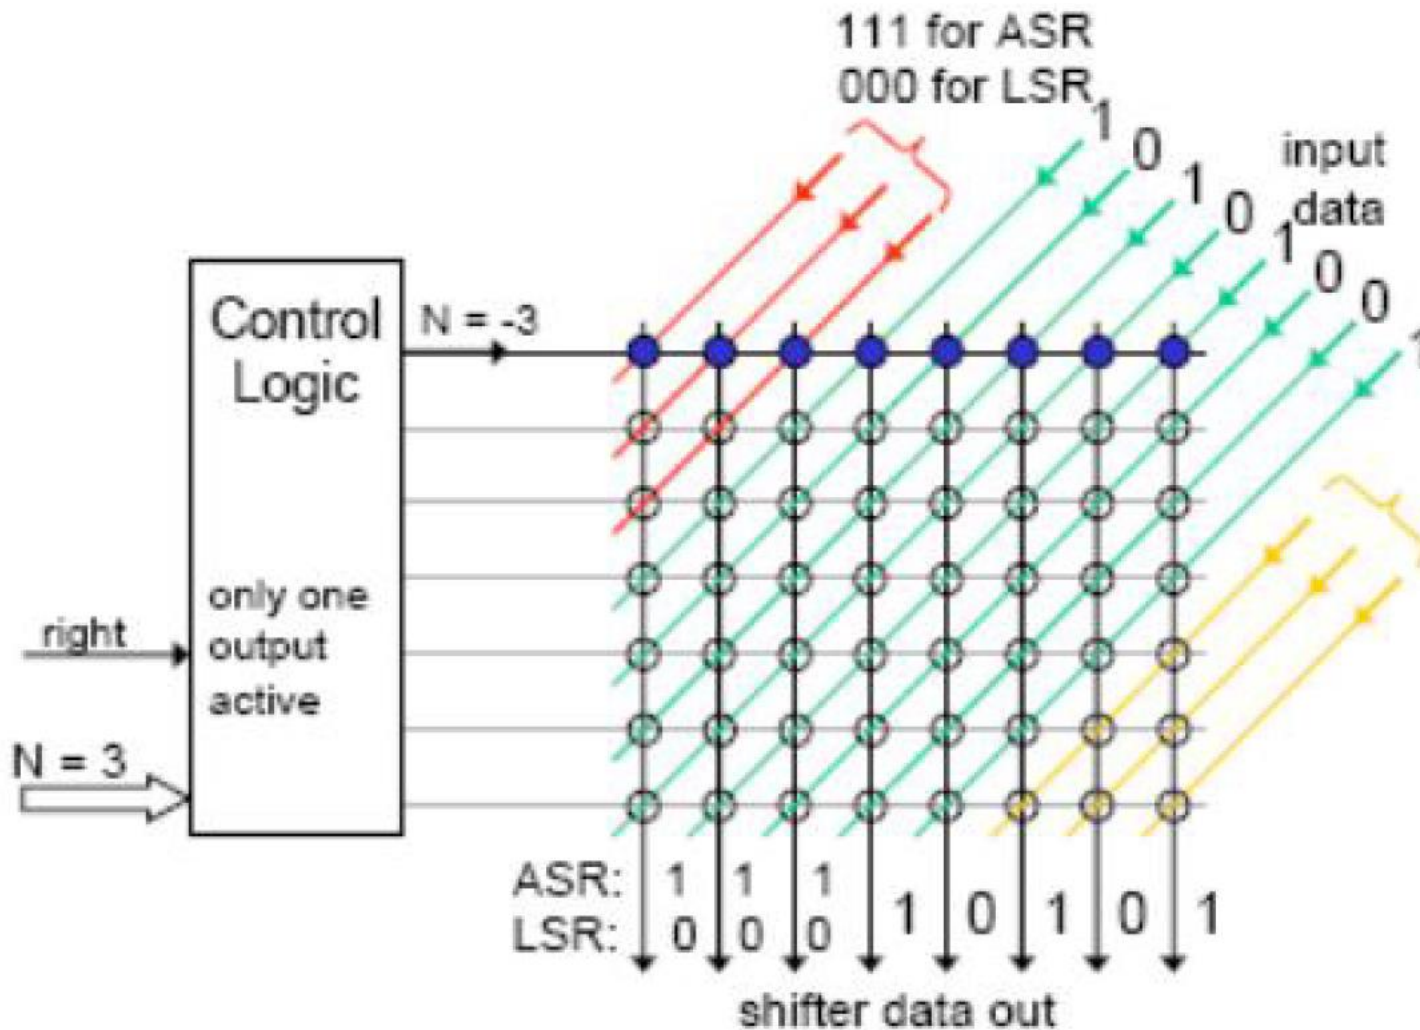 111 for ASR
000 for LSR
1 0 1 0 1 0 0 1
input
data
Control
Logic
N = -3
only one
output
active
right
N = 3
ASR: 1 1 1
LSR: 0 0 0
1 0 1 0 1
shifter data out